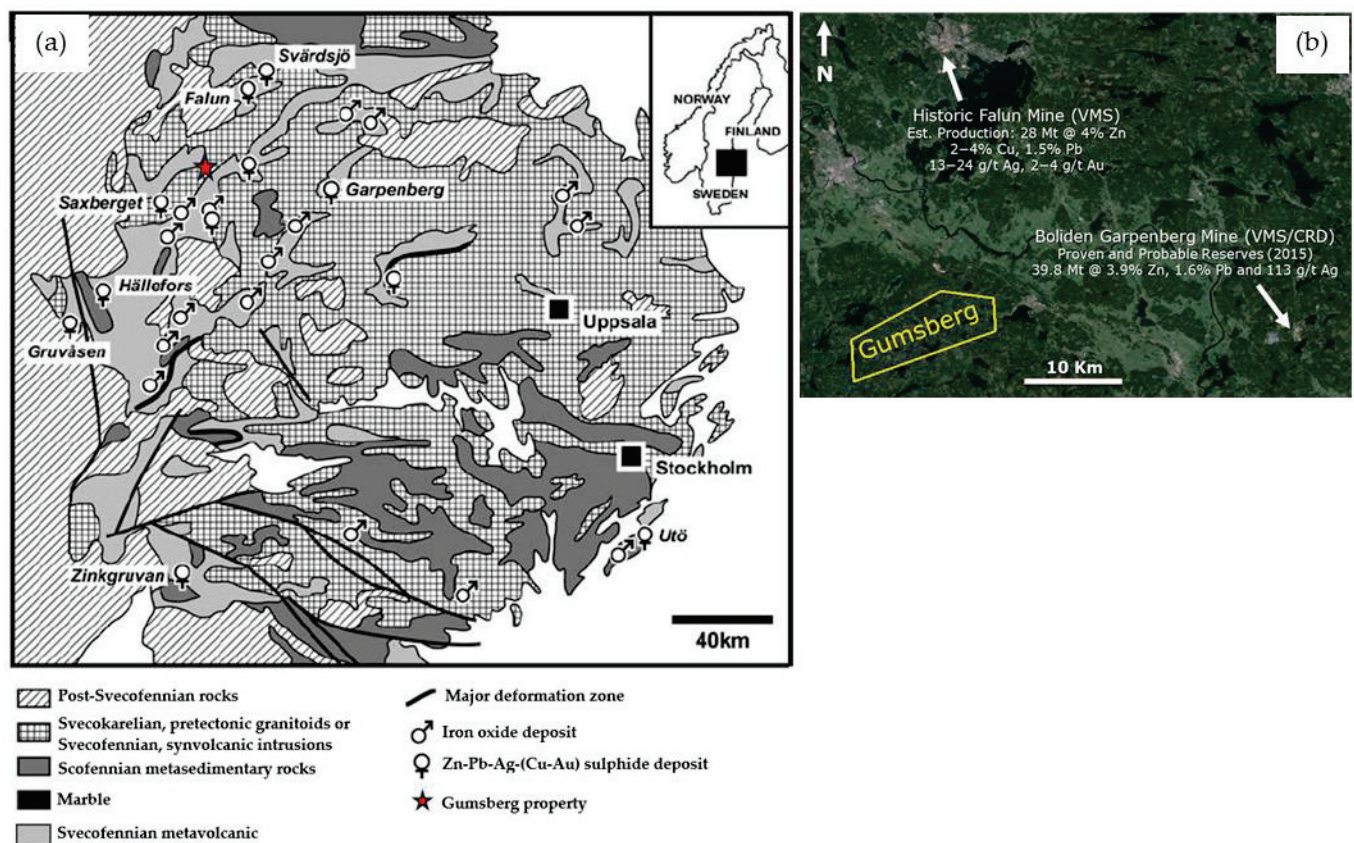 (a)
Svärdsjö
Falun
Saxberget
Garpenberg
Hällefors
Gruvåsen
Uppsala
Stockholm
Utö
Zinkgruvan
40km
NORWAY
FINLAND
SWEDEN
Post-Svecofennian rocks
Svecokarelian, pretectonic granitoids or
Svecofennian, synvolcanic intrusions
Scofennian metasedimentary rocks
Marble
Svecofennian metavolcanic
Major deformation zone
Iron oxide deposit
Zn-Pb-Ag-(Cu-Au) sulphide deposit
Gumsberg property
(b)
N
Historic Falun Mine (VMS)
Est. Production: 28 Mt @ 4% Zn
2–4% Cu, 1.5% Pb
13–24 g/t Ag, 2–4 g/t Au
Boliden Garpenberg Mine (VMS/CRD)
Proven and Probable Reserves (2015)
39.8 Mt @ 3.9% Zn, 1.6% Pb and 113 g/t Ag
Gumsberg
10 Km